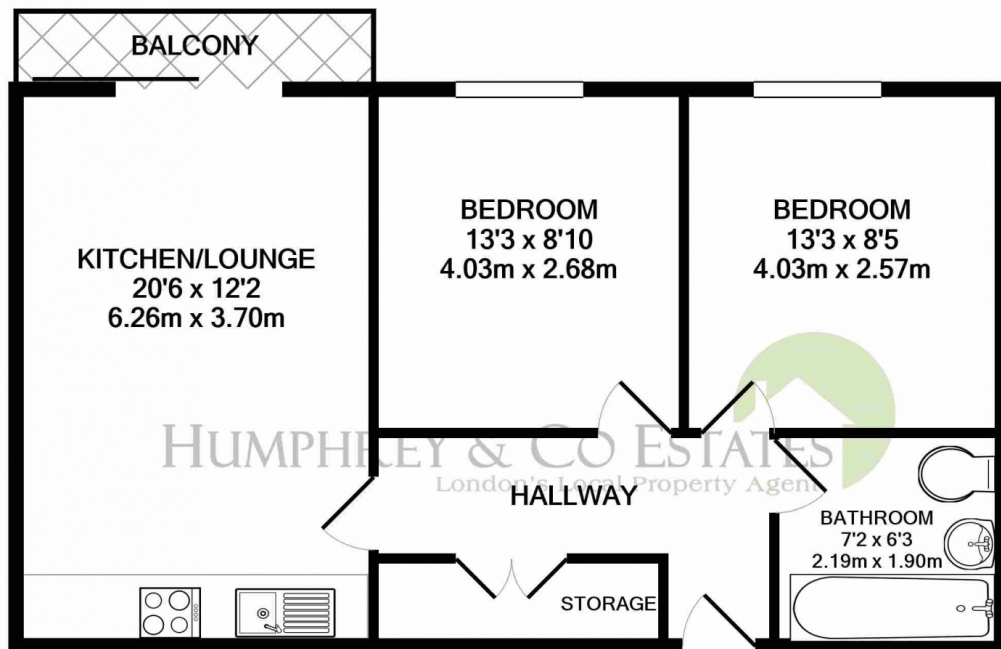 BALCONY
KITCHEN/LOUNGE
20'6 x 12'2
6.26m x 3.70m
BEDROOM
13'3 x 8'10
4.03m x 2.68m
BEDROOM
13'3 x 8'5
4.03m x 2.57m
HUMPHREY & CO ESTATES
London's Local Property Agent
HALLWAY
BATHROOM
7'2 x 6'3
2.19m x 1.90m
STORAGE